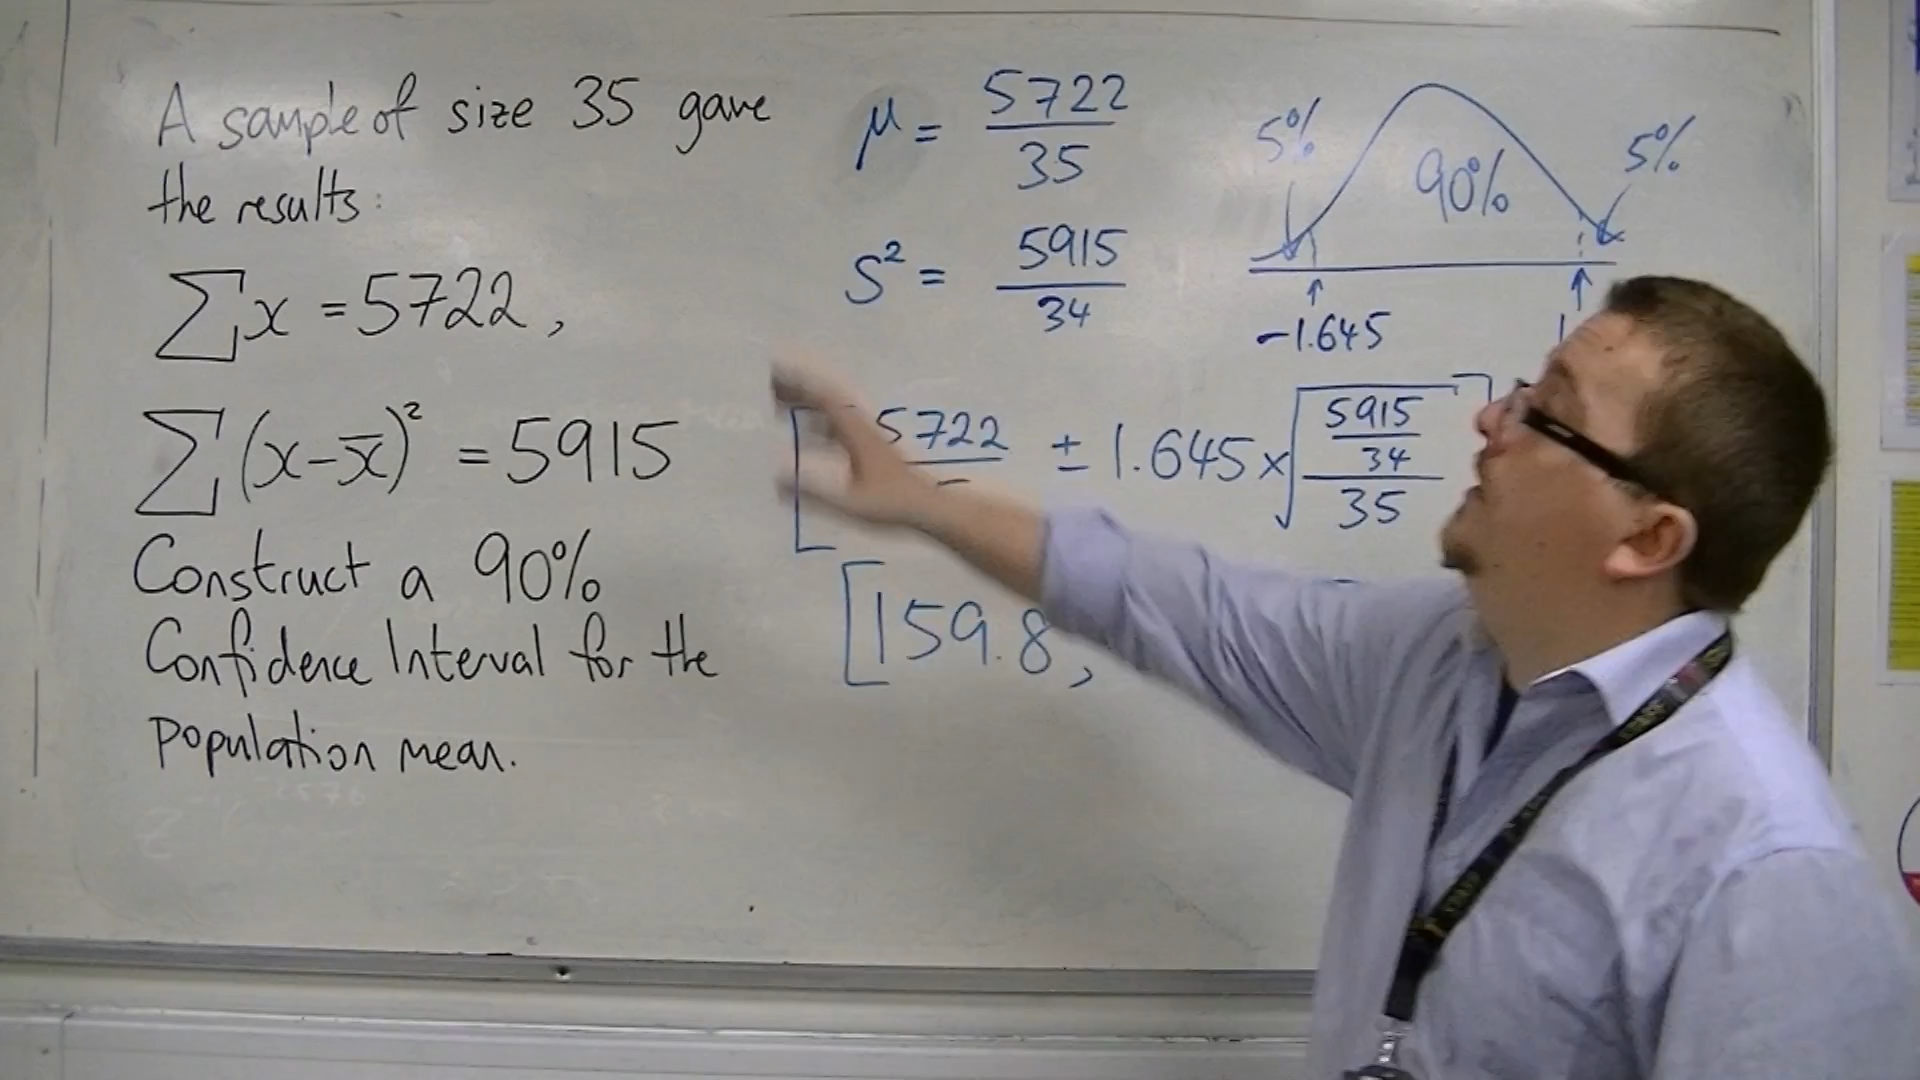 A sample of size 35 gave
the results:
∑x = 5722,
∑(x-x̄)² = 5915
Construct a 90%
Confidence Interval for the
population mean.
μ = 5722/35
S² = 5915/34
5% 90% 5%
-1.645
[5722 ± 1.645 × √((5915/34)/35)]
[159.8,